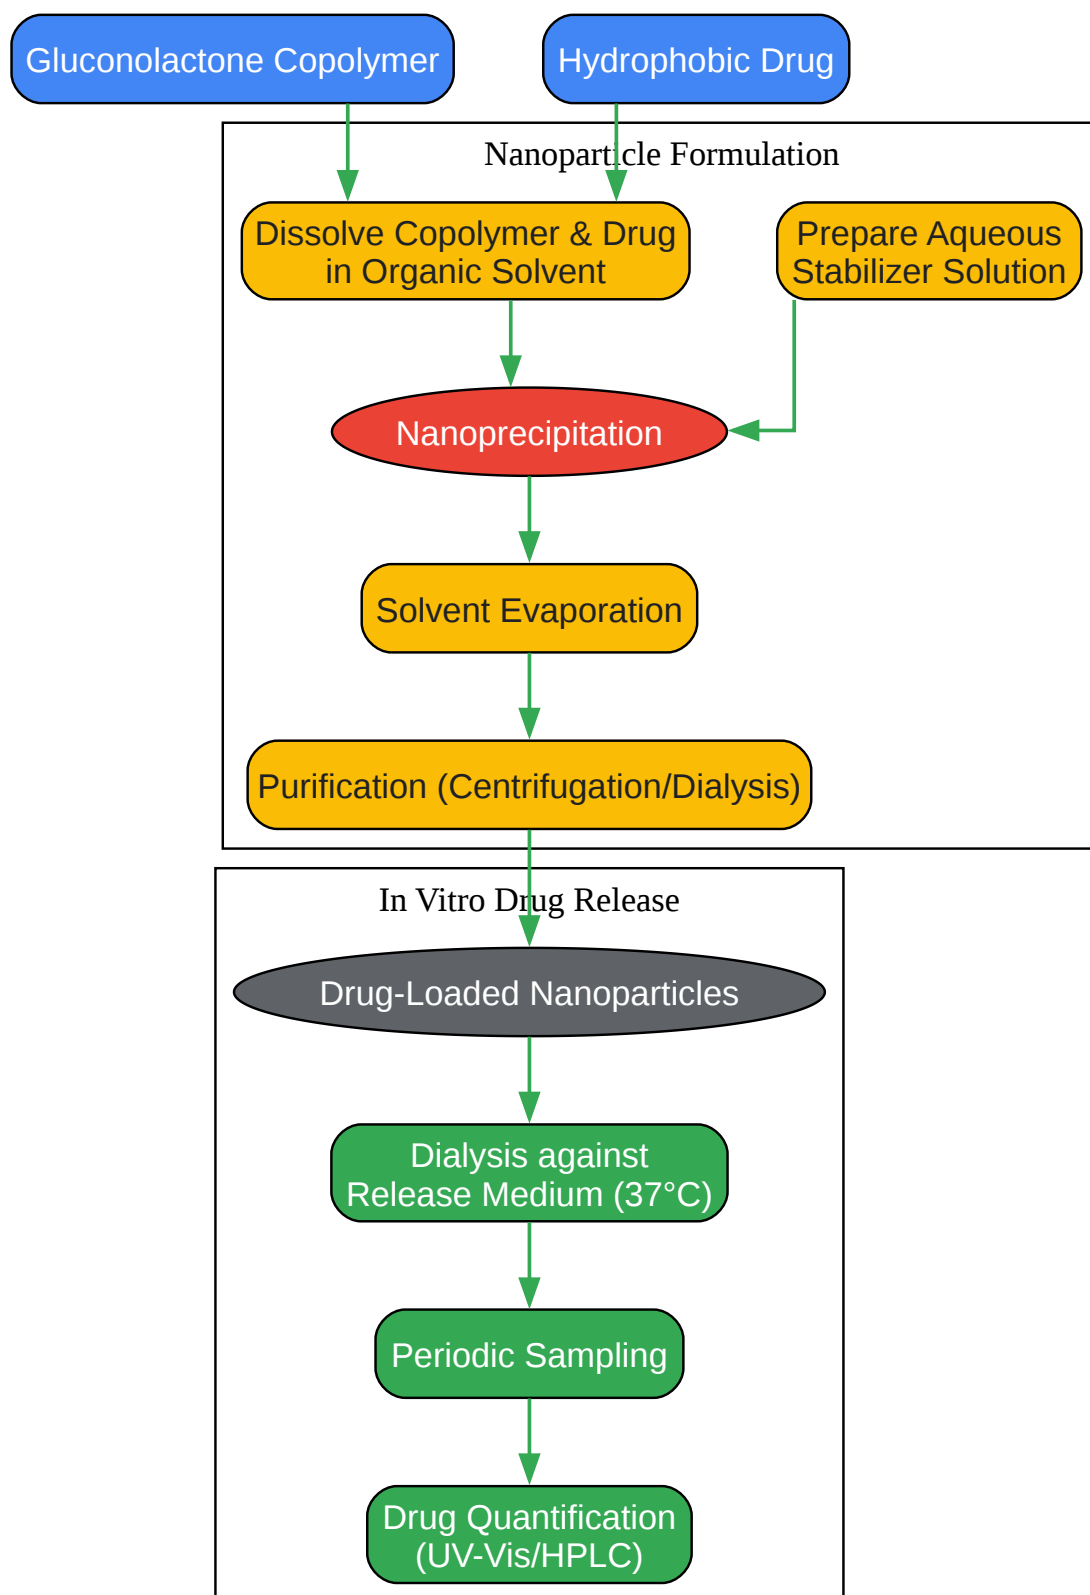 Gluconolactone Copolymer
Hydrophobic Drug
Nanoparticle Formulation
Dissolve Copolymer & Drug
in Organic Solvent
Prepare Aqueous
Stabilizer Solution
Nanoprecipitation
Solvent Evaporation
Purification (Centrifugation/Dialysis)
In Vitro Drug Release
Drug-Loaded Nanoparticles
Dialysis against
Release Medium (37°C)
Periodic Sampling
Drug Quantification
(UV-Vis/HPLC)